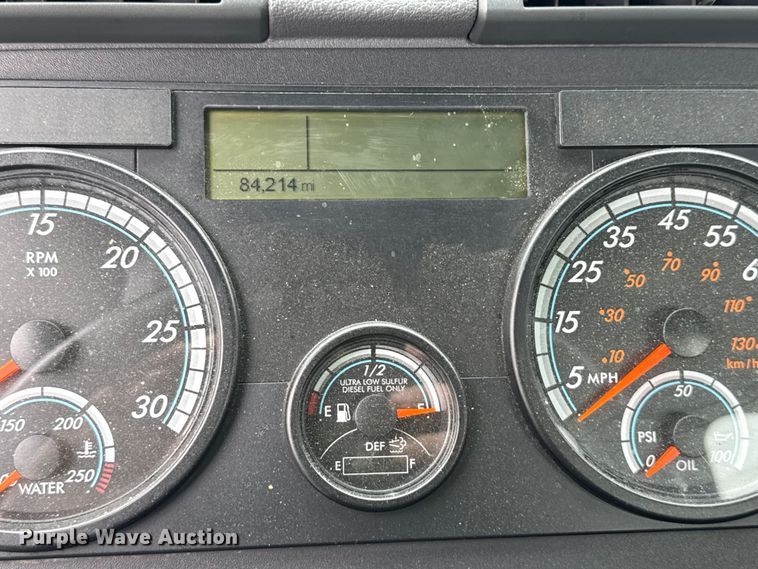 84,214 mi
15
20
25
30
RPM
X 100
150
200
250
WATER
1/2
ULTRA LOW SULFUR
DIESEL FUEL ONLY
E
F
DEF
E
F
5 MPH
15
25
35
45
55
10
30
50
70
90
110
130
km/h
50
PSI
0
100
OIL
Purple Wave Auction